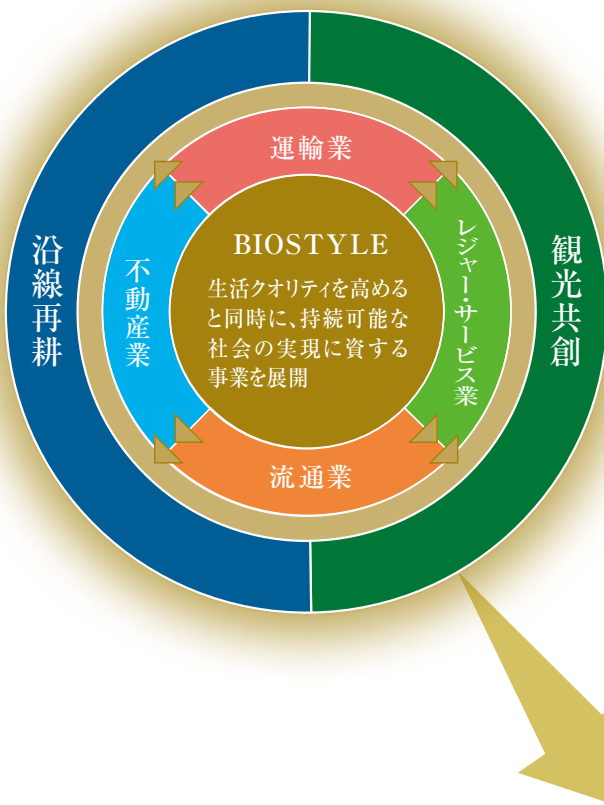 運輸業
沿線再耕
不動産業
BIOSTYLE
生活クオリティを高める
と同時に、持続可能な
社会の実現に資する
事業を展開
レジャー・サービス業
観光共創
流通業